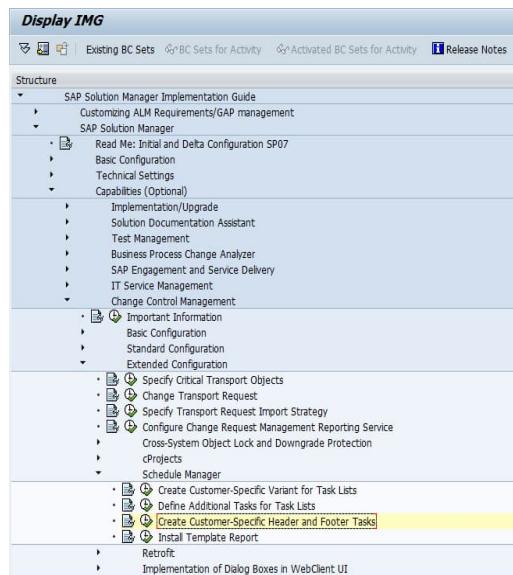 Display IMG
Existing BC Sets BC Sets for Activity Activated BC Sets for Activity Release Notes
Structure
SAP Solution Manager Implementation Guide
Customizing ALM Requirements/GAP management
SAP Solution Manager
Read Me: Initial and Delta Configuration SP07
Basic Configuration
Technical Settings
Capabilities (Optional)
Implementation/Upgrade
Solution Documentation Assistant
Test Management
Business Process Change Analyzer
SAP Engagement and Service Delivery
IT Service Management
Change Control Management
Important Information
Basic Configuration
Standard Configuration
Extended Configuration
Specify Critical Transport Objects
Change Transport Request
Specify Transport Request Import Strategy
Configure Change Request Management Reporting Service
Cross-System Object Lock and Downgrade Protection
cProjects
Schedule Manager
Create Customer-Specific Variant for Task Lists
Define Additional Tasks for Task Lists
Create Customer-Specific Header and Footer Tasks
Install Template Report
Retrofit
Implementation of Dialog Boxes in WebClient UI